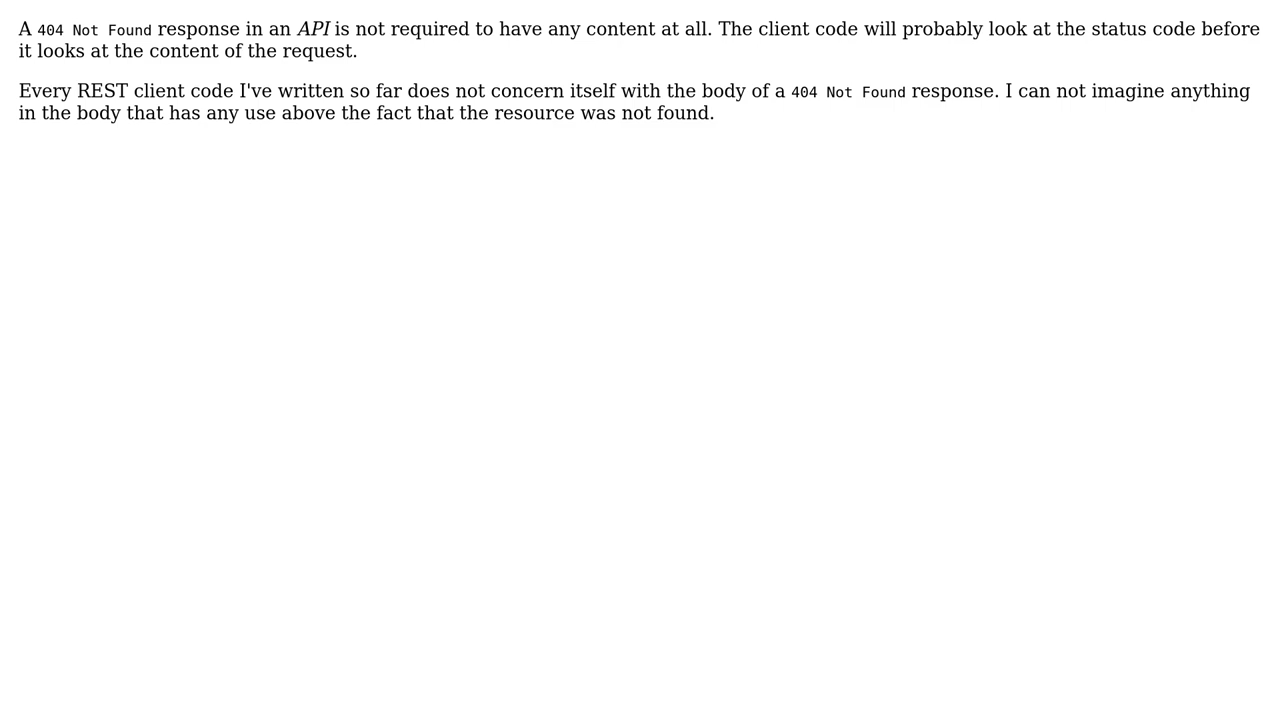 A 404 Not Found response in an API is not required to have any content at all. The client code will probably look at the status code before
it looks at the content of the request.
Every REST client code I've written so far does not concern itself with the body of a 404 Not Found response. I can not imagine anything
in the body that has any use above the fact that the resource was not found.